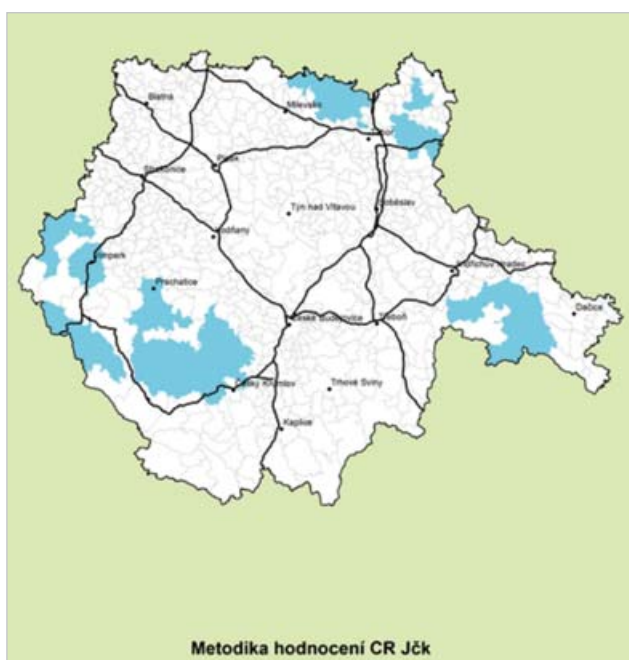 Blatná
Milevsko
Písek
Strakonice
Týn nad Vltavou
Soběslav
Vodňany
Vimperk
Jindřichův Hradec
Prachatice
Dačice
České Budějovice
Třeboň
Český Krumlov
Trhové Sviny
Kaplice
Metodika hodnocení CR Jčk